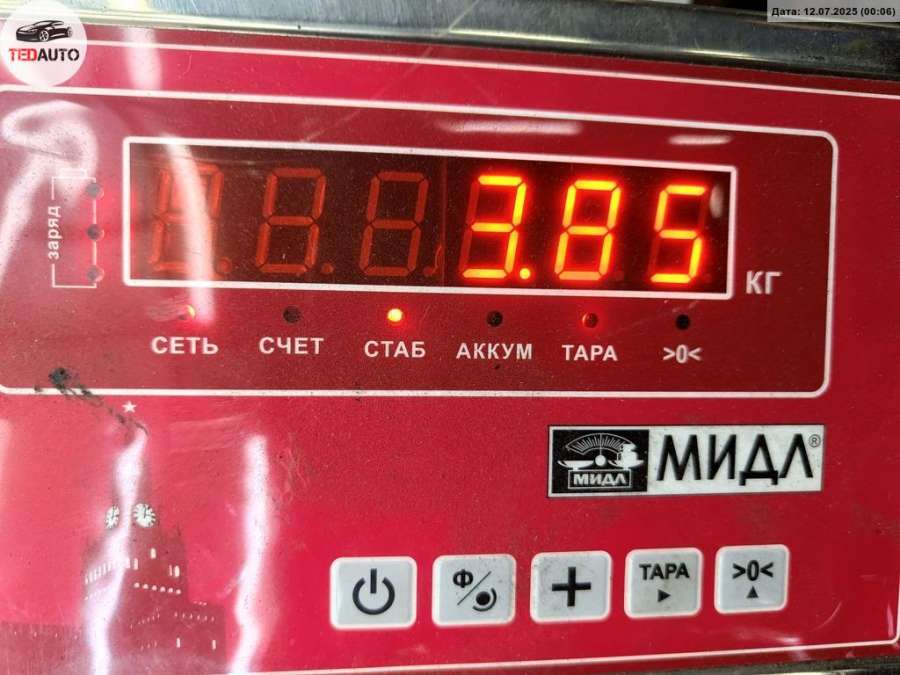 TEDAUTO
Дата: 12.07.2025 (00:06)
заряд
3.85
КГ
СЕТЬ СЧЕТ СТАБ АККУМ ТАРА >0<
МИДЛ МИДЛ®
Ф ТАРА >0<